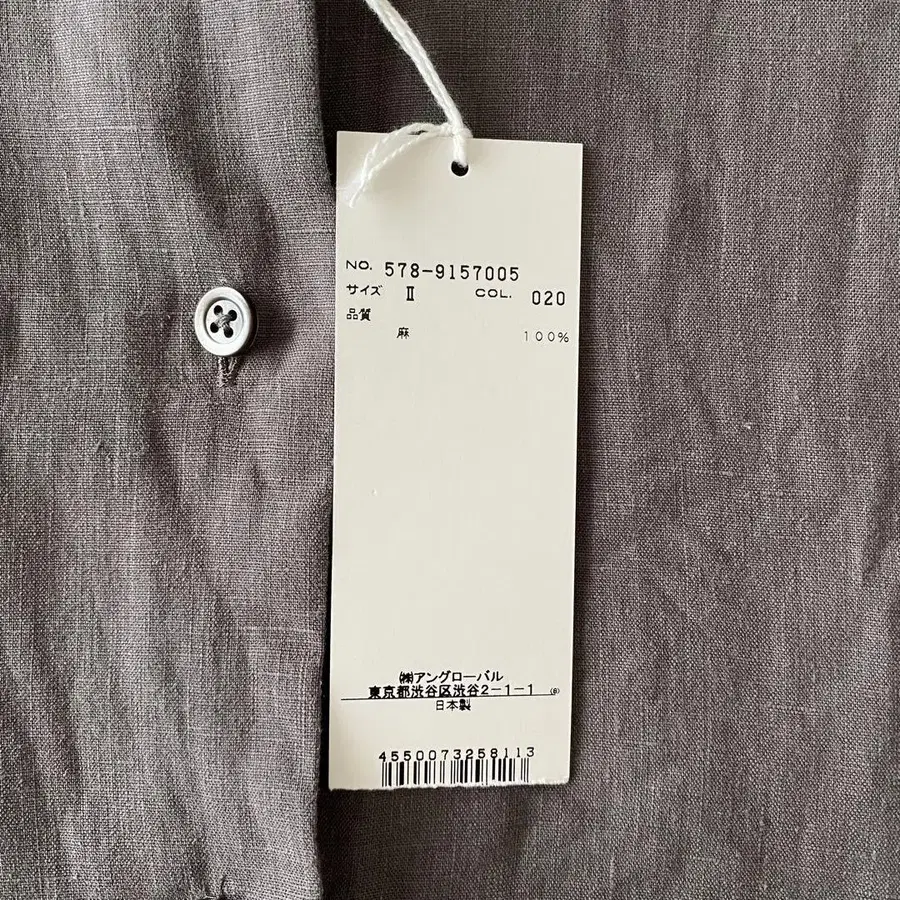 NO. 578-9157005
サイズ Ⅱ COL. 020
品質
麻 100%
㈱アングローバル
東京都渋谷区渋谷2-1-1
日本製
4550073258113